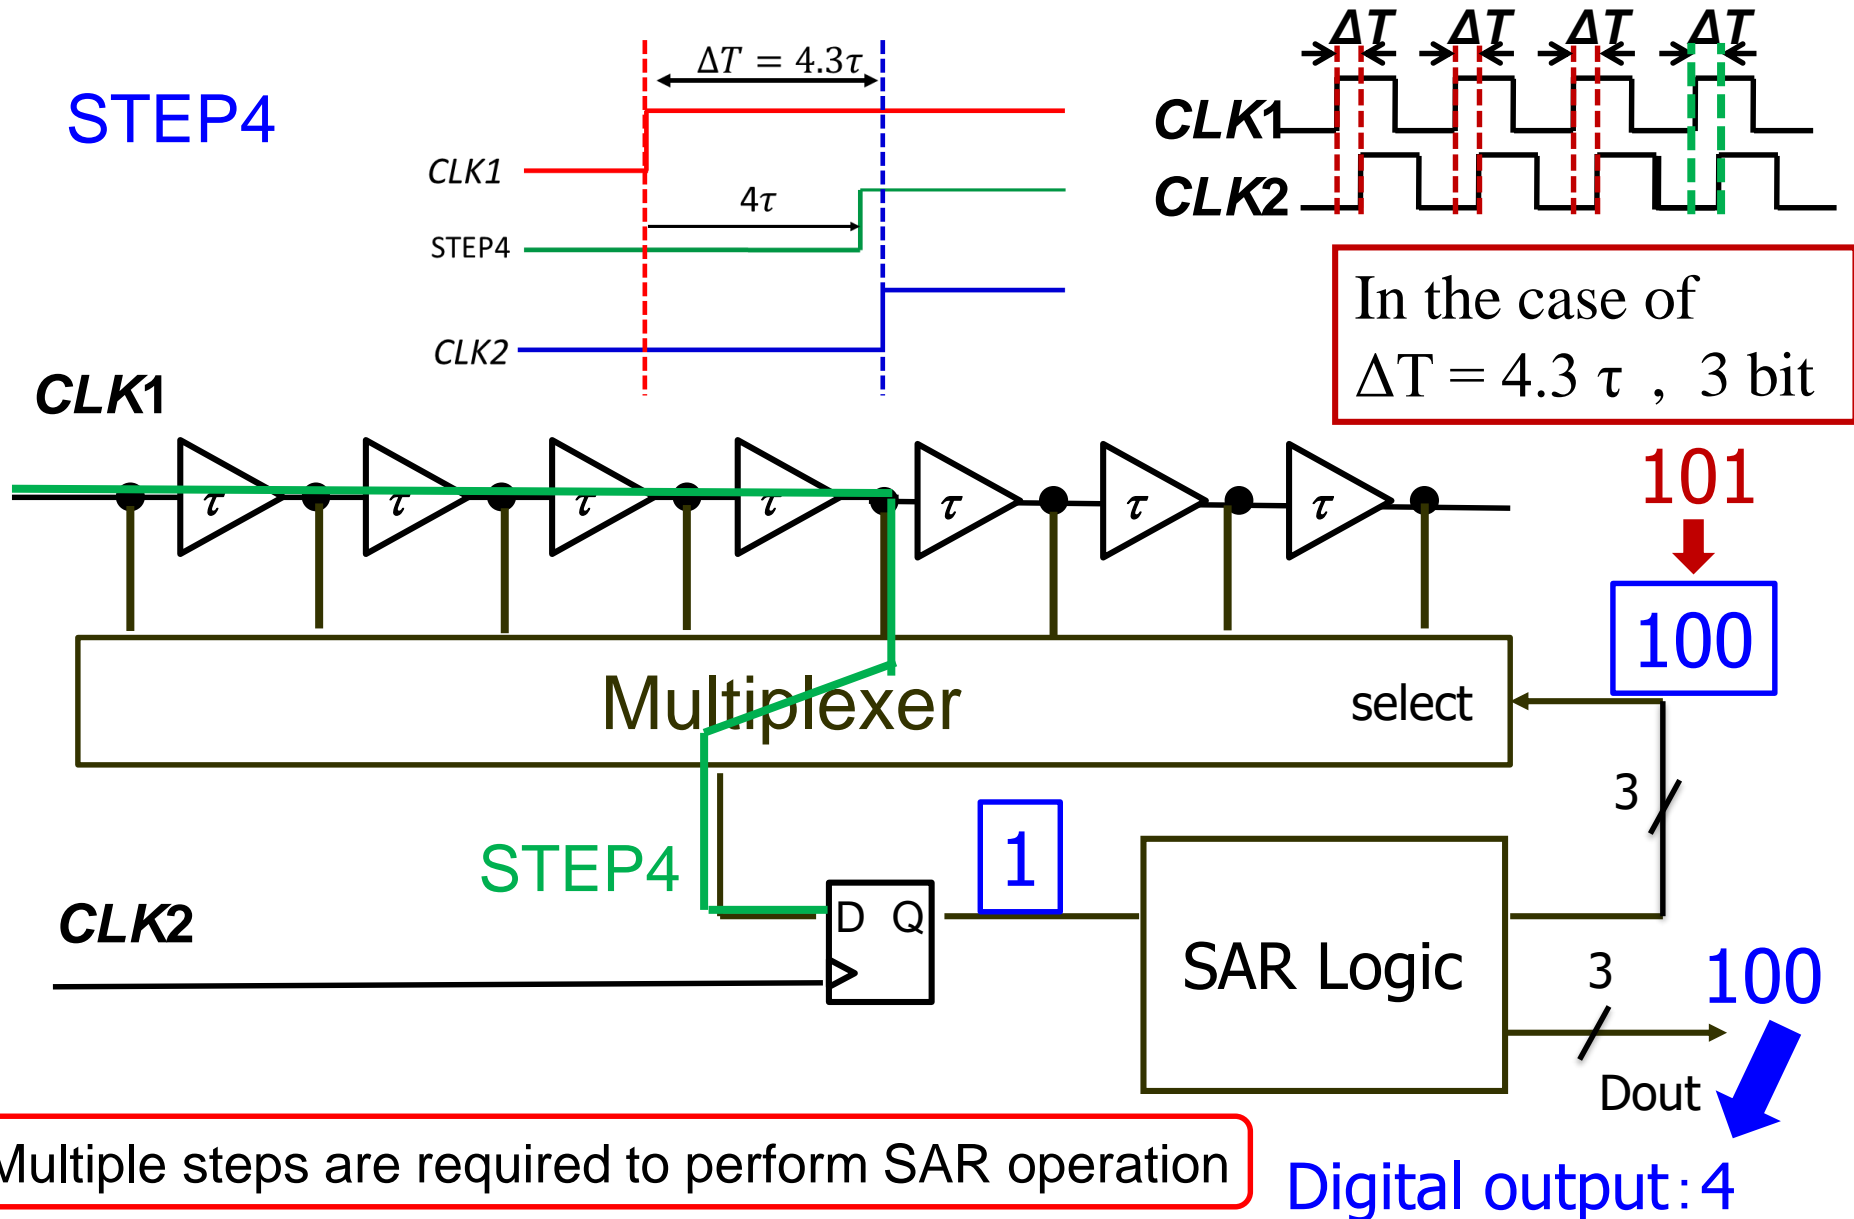 STEP4
ΔT = 4.3τ
CLK1
4τ
STEP4
CLK2
ΔT ΔT ΔT ΔT
CLK1
CLK2
In the case of
ΔT = 4.3 τ , 3 bit
CLK1
τ τ τ τ τ τ τ
101
100
Multiplexer
select
3
STEP4
1
CLK2
D Q
SAR Logic
3
100
Dout
Multiple steps are required to perform SAR operation
Digital output:4